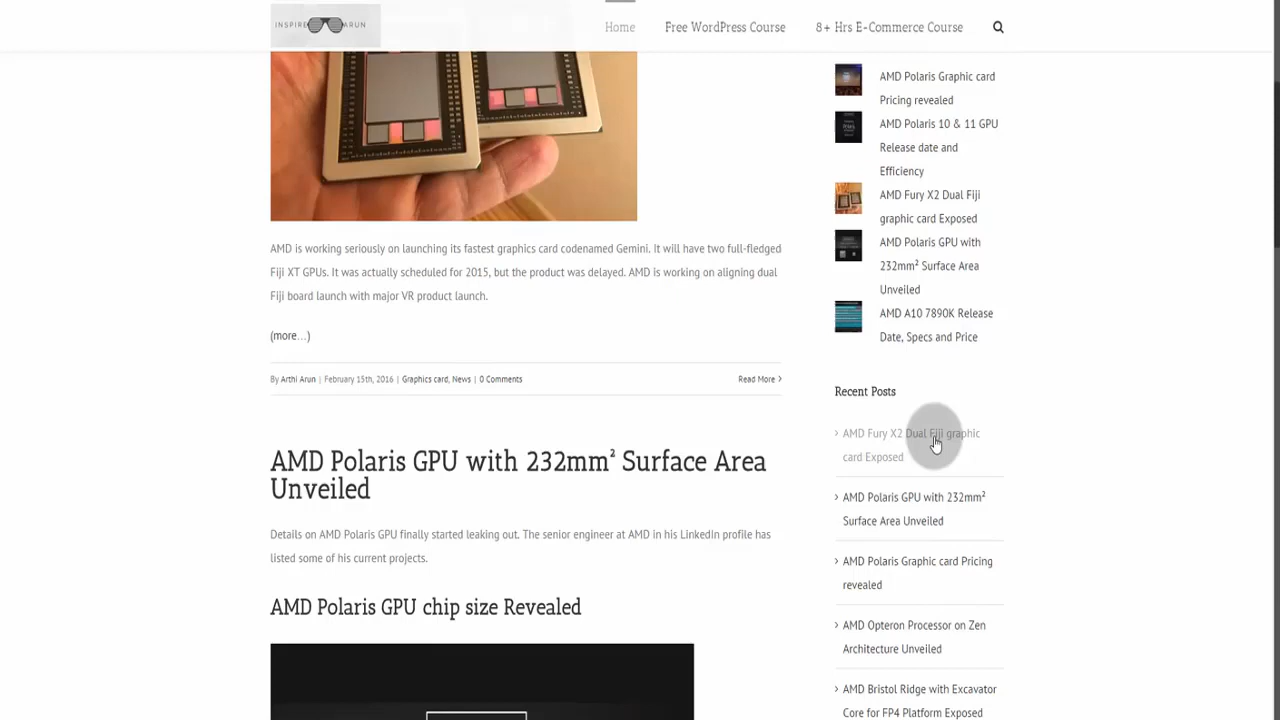 INSPIRE ARUN
Home
Free WordPress Course
8+ Hrs E-Commerce Course
AMD is working seriously on launching its fastest graphics card codenamed Gemini. It will have two full-fledged
Fiji XT GPUs. It was actually scheduled for 2015, but the product was delayed. AMD is working on aligning dual
Fiji board launch with major VR product launch.
(more…)
By Arthi Arun | February 15th, 2016 | Graphics card, News | 0 Comments
Read More >
AMD Polaris GPU with 232mm² Surface Area
Unveiled
Details on AMD Polaris GPU finally started leaking out. The senior engineer at AMD in his LinkedIn profile has
listed some of his current projects.
AMD Polaris GPU chip size Revealed
AMD Polaris Graphic card
Pricing revealed
AMD Polaris 10 & 11 GPU
Release date and
Efficiency
AMD Fury X2 Dual Fiji
graphic card Exposed
AMD Polaris GPU with
232mm² Surface Area
Unveiled
AMD A10 7890K Release
Date, Specs and Price
Recent Posts
> AMD Fury X2 Dual Fiji graphic
card Exposed
> AMD Polaris GPU with 232mm²
Surface Area Unveiled
> AMD Polaris Graphic card Pricing
revealed
> AMD Opteron Processor on Zen
Architecture Unveiled
> AMD Bristol Ridge with Excavator
Core for FP4 Platform Exposed